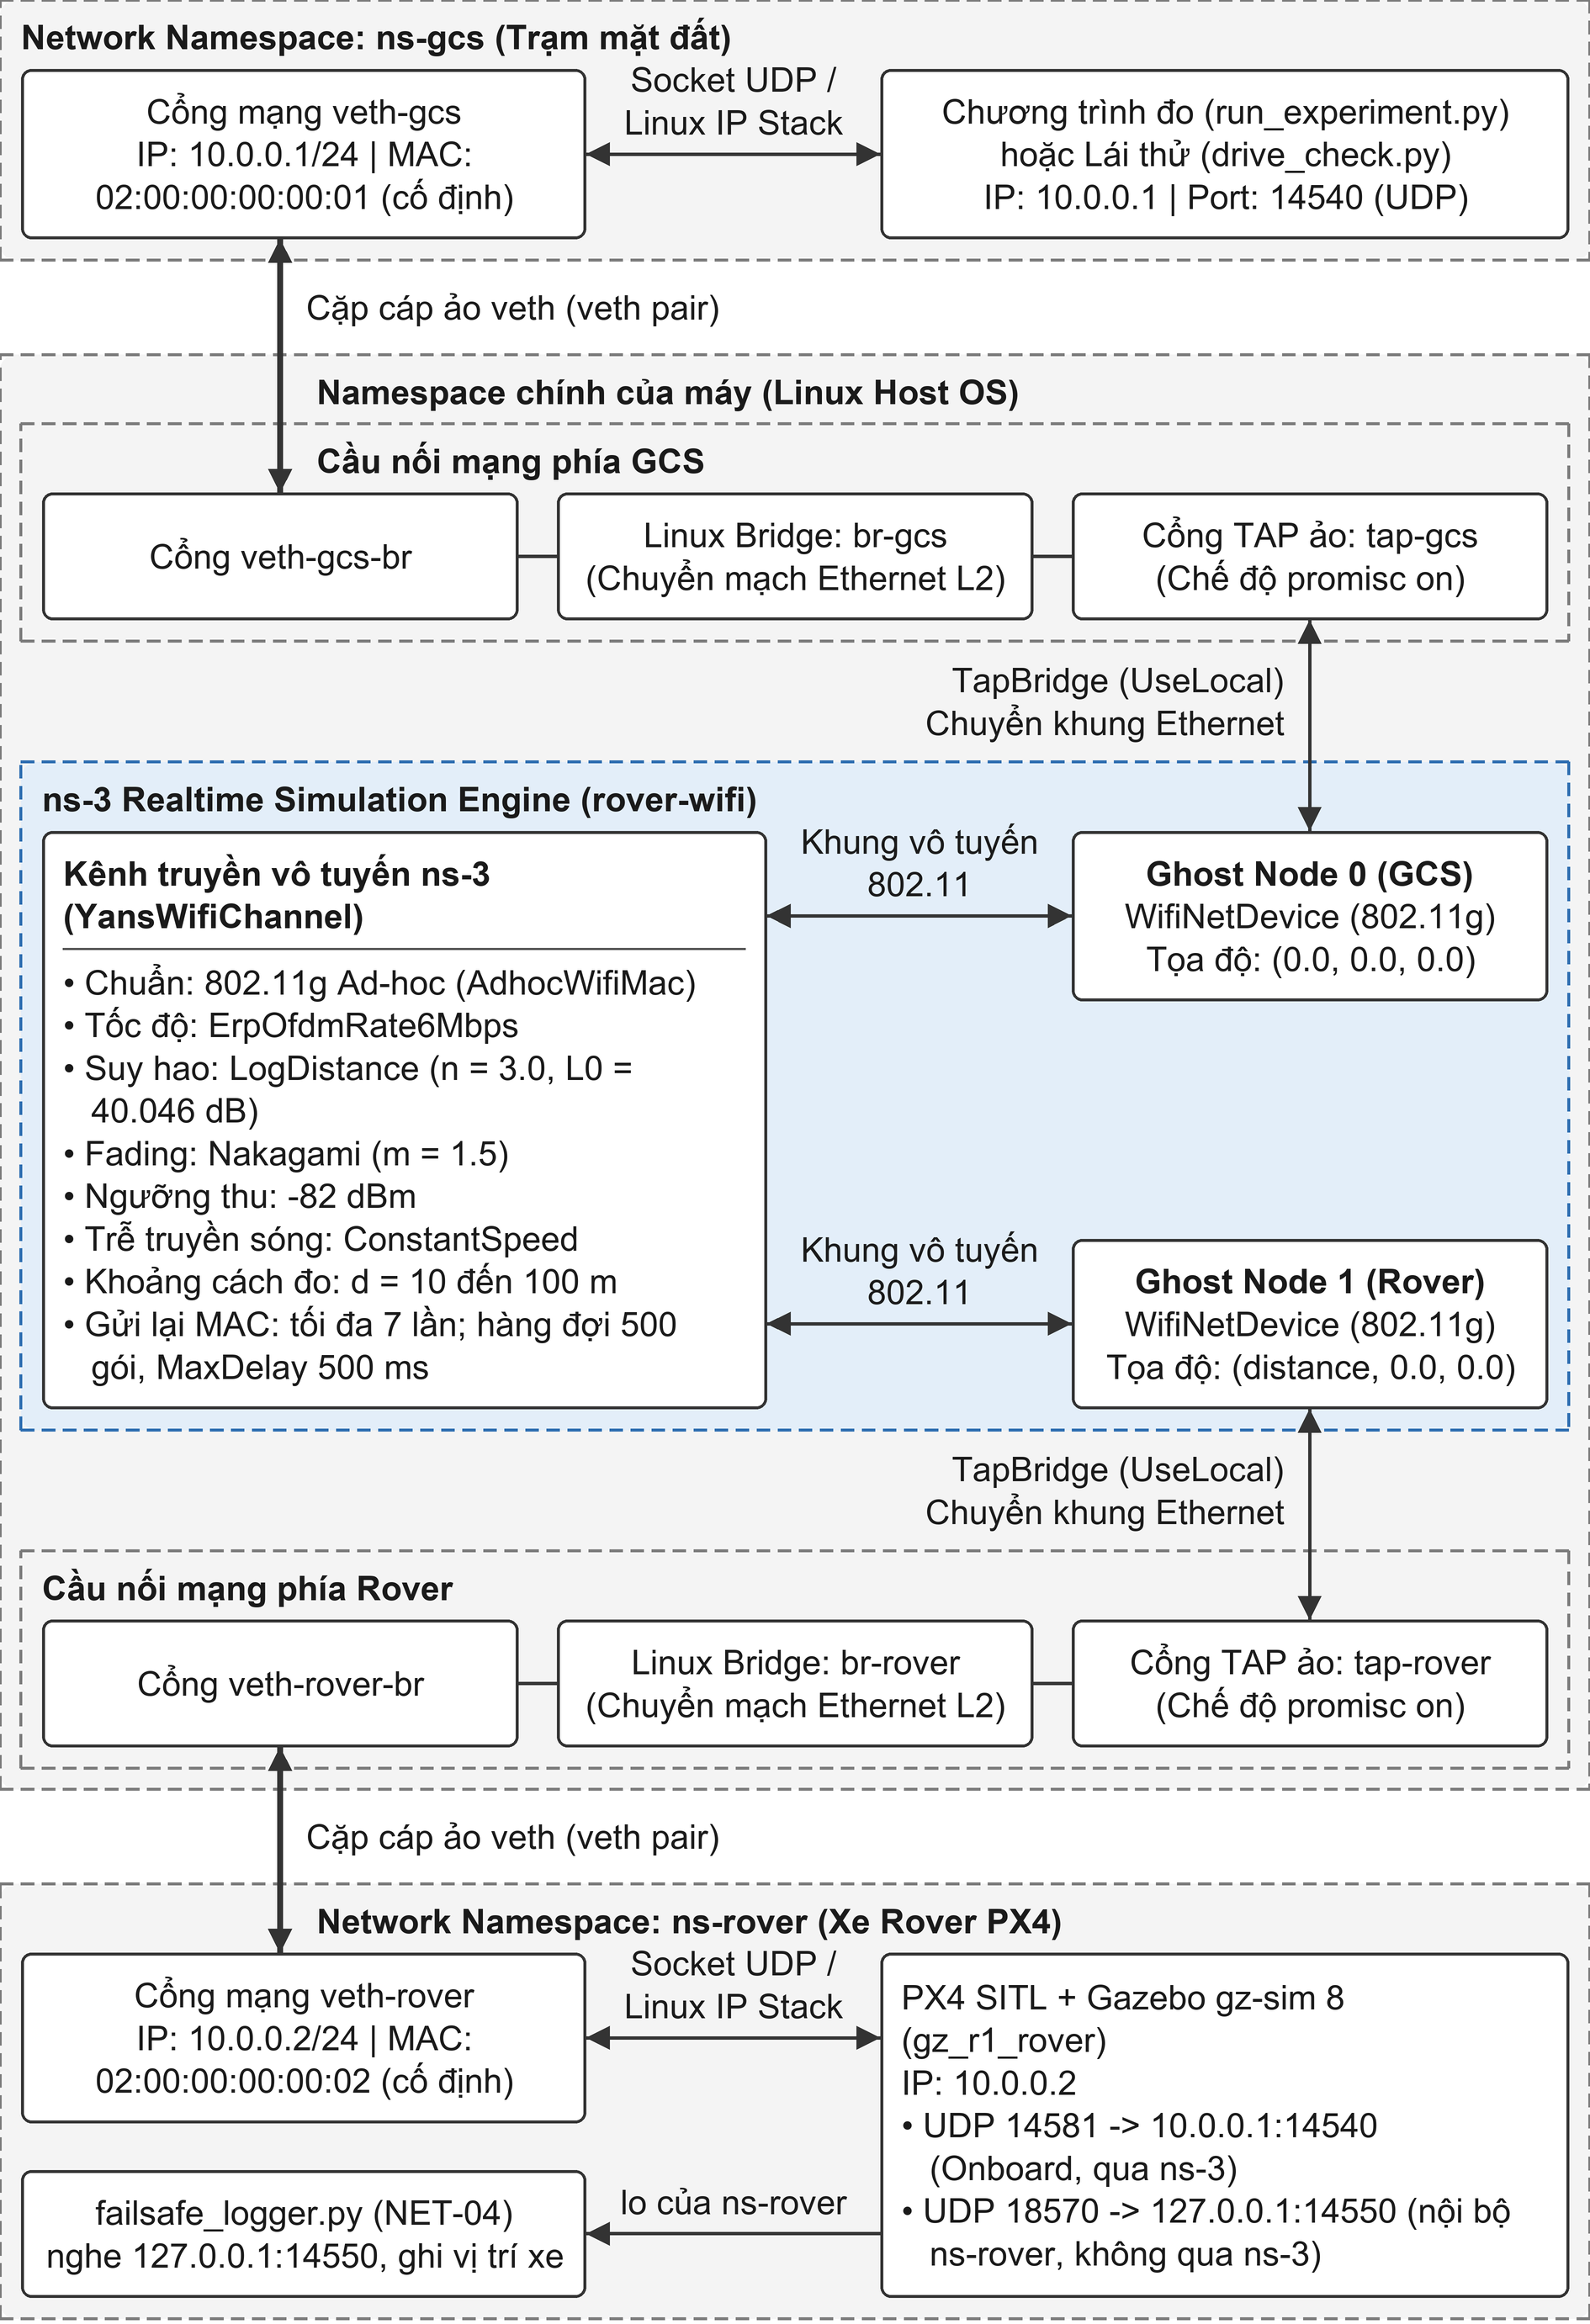 Network Namespace: ns-gcs (Trạm mặt đất)
Cổng mạng veth-gcs
IP: 10.0.0.1/24 | MAC:
02:00:00:00:00:01 (cố định)
Socket UDP /
Linux IP Stack
Chương trình đo (run_experiment.py)
hoặc Lái thử (drive_check.py)
IP: 10.0.0.1 | Port: 14540 (UDP)
Cặp cáp ảo veth (veth pair)
Namespace chính của máy (Linux Host OS)
Cầu nối mạng phía GCS
Cổng veth-gcs-br
Linux Bridge: br-gcs
(Chuyển mạch Ethernet L2)
Cổng TAP ảo: tap-gcs
(Chế độ promisc on)
TapBridge (UseLocal)
Chuyển khung Ethernet
ns-3 Realtime Simulation Engine (rover-wifi)
Kênh truyền vô tuyến ns-3
(YansWifiChannel)
• Chuẩn: 802.11g Ad-hoc (AdhocWifiMac)
• Tốc độ: ErpOfdmRate6Mbps
• Suy hao: LogDistance (n = 3.0, L0 =
40.046 dB)
• Fading: Nakagami (m = 1.5)
• Ngưỡng thu: -82 dBm
• Trễ truyền sóng: ConstantSpeed
• Khoảng cách đo: d = 10 đến 100 m
• Gửi lại MAC: tối đa 7 lần; hàng đợi 500
gói, MaxDelay 500 ms
Khung vô tuyến
802.11
Ghost Node 0 (GCS)
WifiNetDevice (802.11g)
Tọa độ: (0.0, 0.0, 0.0)
Khung vô tuyến
802.11
Ghost Node 1 (Rover)
WifiNetDevice (802.11g)
Tọa độ: (distance, 0.0, 0.0)
TapBridge (UseLocal)
Chuyển khung Ethernet
Cầu nối mạng phía Rover
Cổng veth-rover-br
Linux Bridge: br-rover
(Chuyển mạch Ethernet L2)
Cổng TAP ảo: tap-rover
(Chế độ promisc on)
Cặp cáp ảo veth (veth pair)
Network Namespace: ns-rover (Xe Rover PX4)
Cổng mạng veth-rover
IP: 10.0.0.2/24 | MAC:
02:00:00:00:00:02 (cố định)
Socket UDP /
Linux IP Stack
PX4 SITL + Gazebo gz-sim 8
(gz_r1_rover)
IP: 10.0.0.2
• UDP 14581 -> 10.0.0.1:14540
(Onboard, qua ns-3)
• UDP 18570 -> 127.0.0.1:14550 (nội bộ
ns-rover, không qua ns-3)
lo của ns-rover
failsafe_logger.py (NET-04)
nghe 127.0.0.1:14550, ghi vị trí xe